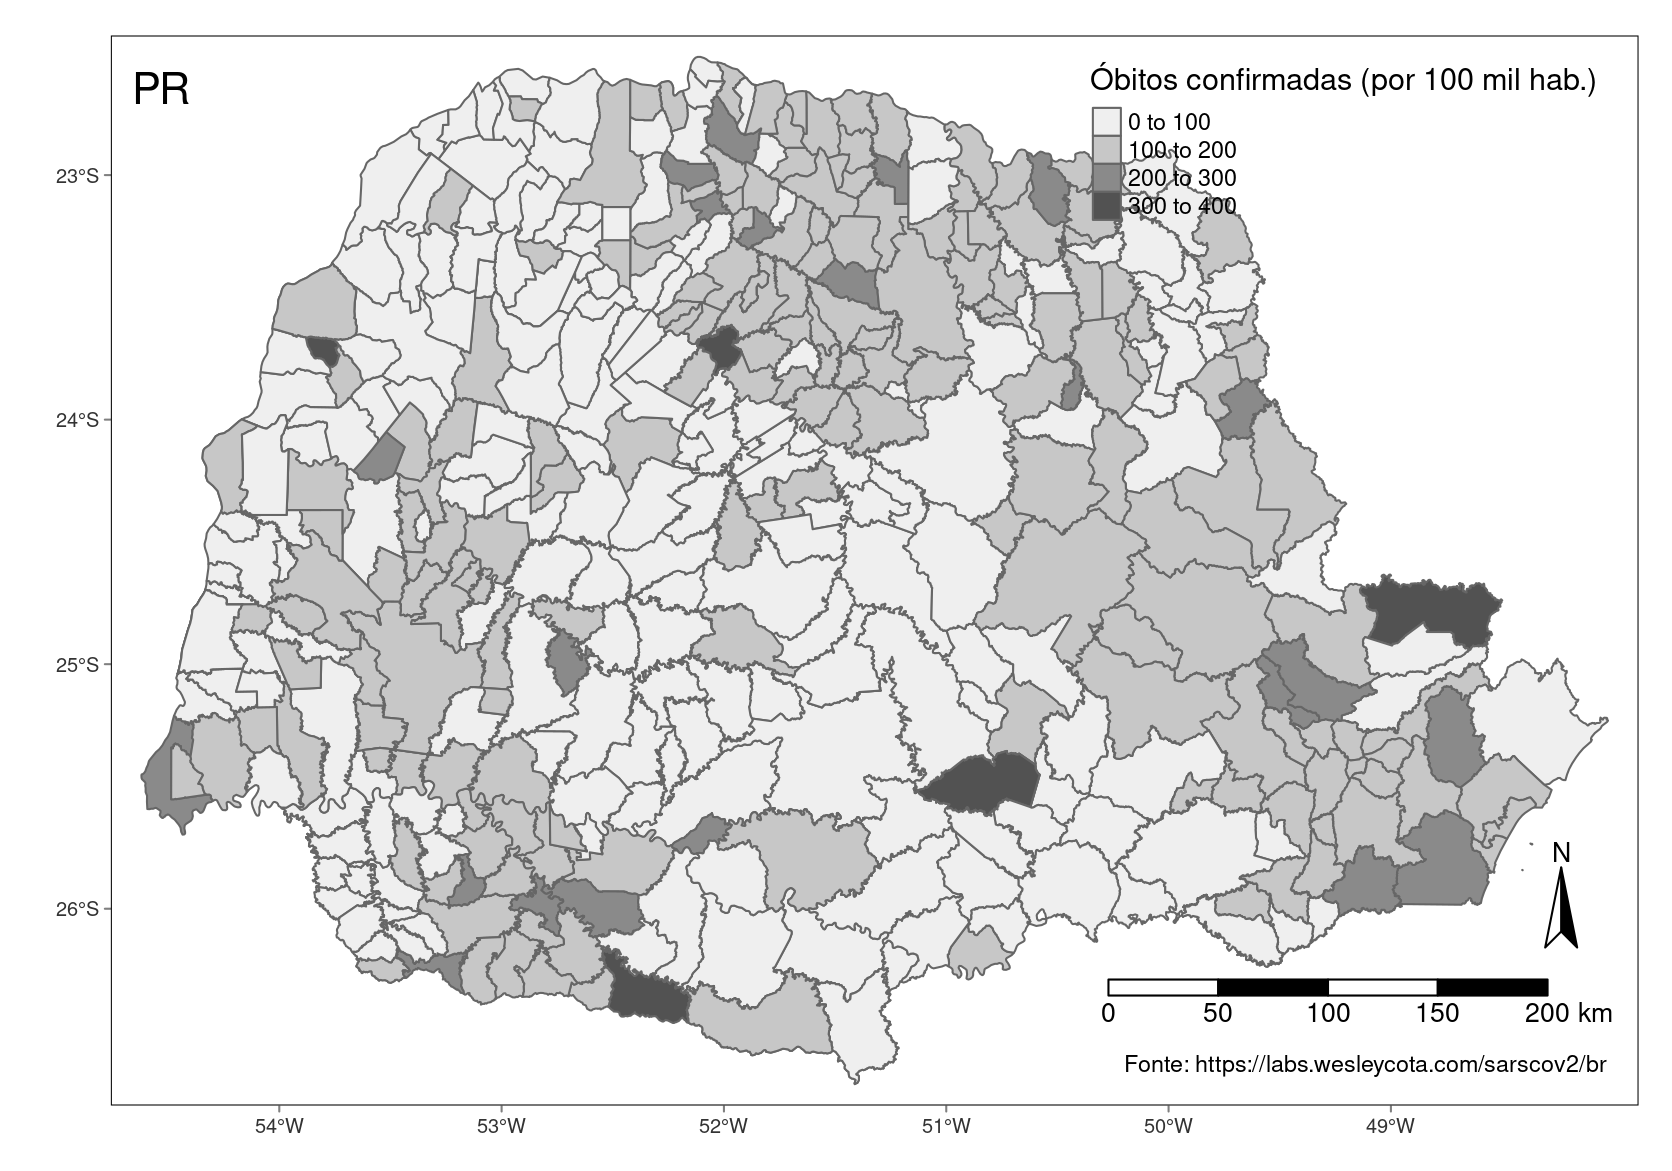 PR
Óbitos confirmadas (por 100 mil hab.)
0 to 100
100 to 200
200 to 300
300 to 400
23°S
24°S
25°S
26°S
N
0 50 100 150 200 km
Fonte: https://labs.wesleycota.com/sarscov2/br
54°W 53°W 52°W 51°W 50°W 49°W